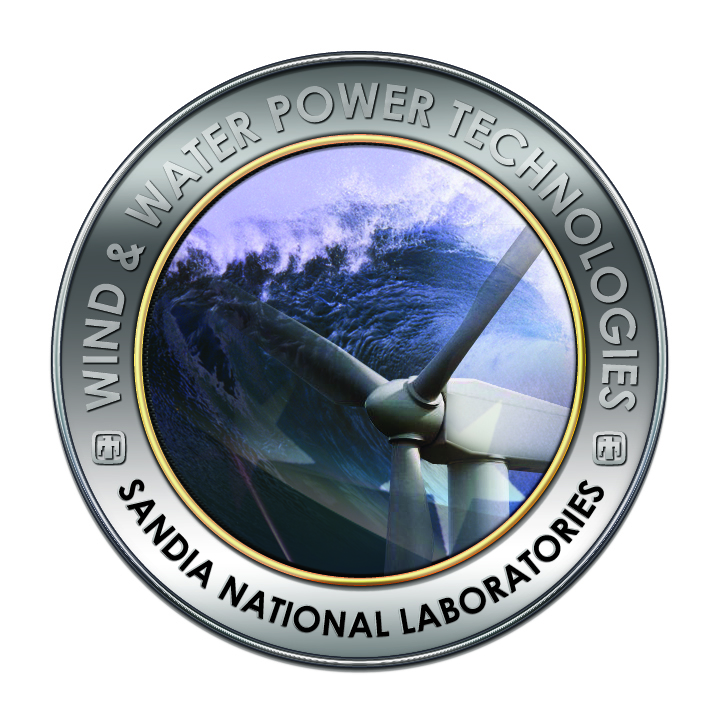 WIND & WATER POWER TECHNOLOGIES
SANDIA NATIONAL LABORATORIES